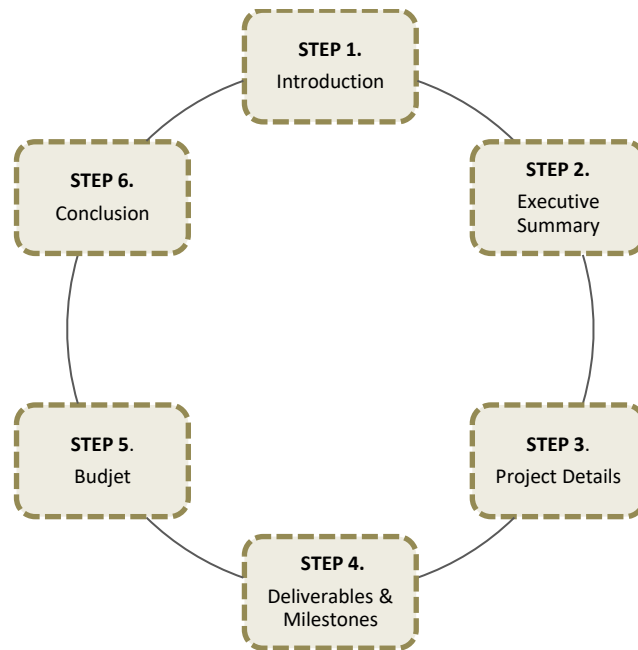 STEP 1.
Introduction
STEP 2.
Executive
Summary
STEP 3.
Project Details
STEP 4.
Deliverables &
Milestones
STEP 5.
Budjet
STEP 6.
Conclusion